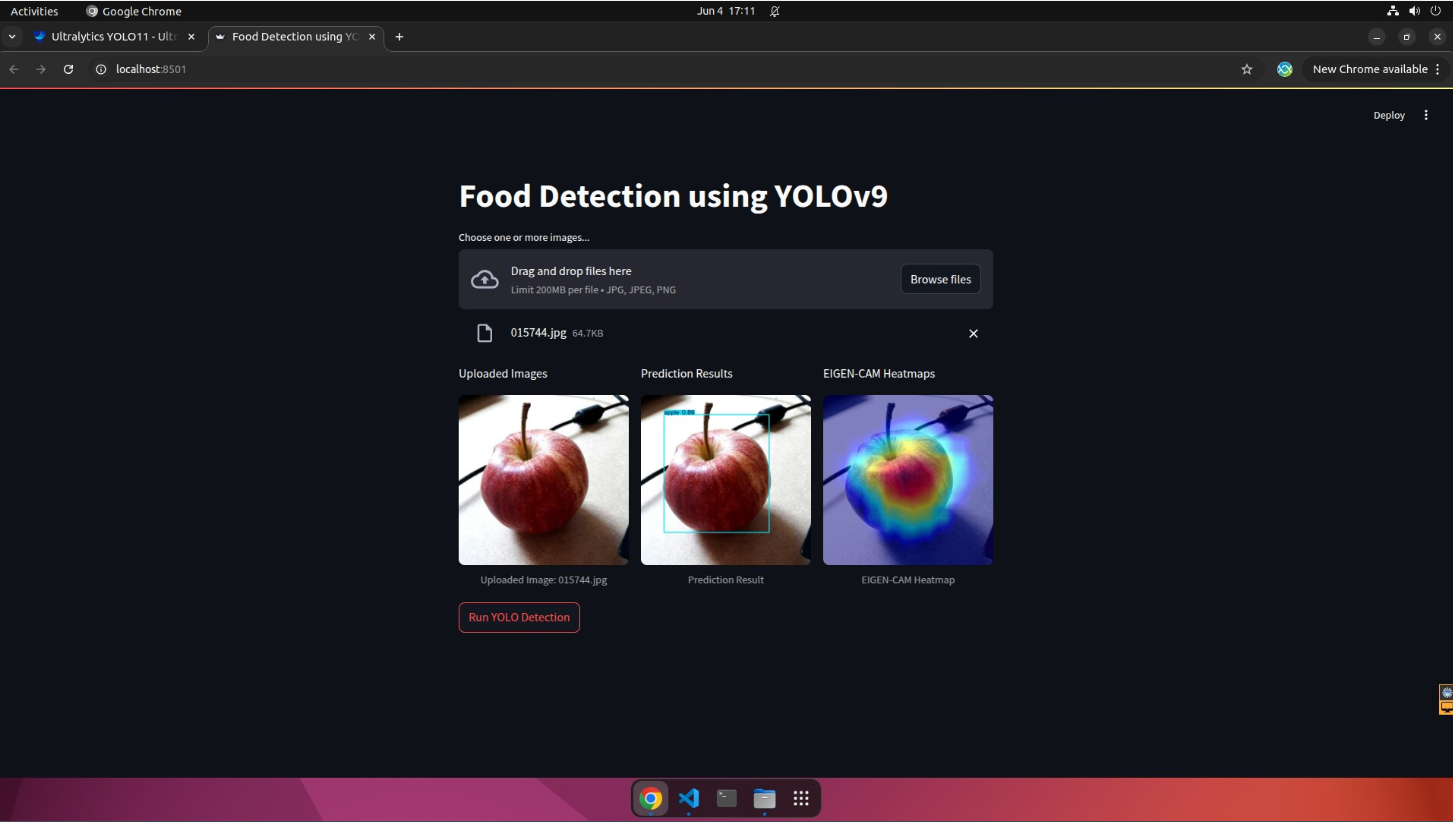 Activities
Google Chrome
Jun 4 17:11
Ultralytics YOLO11 - Ultr
Food Detection using YO
localhost:8501
New Chrome available
Deploy
Food Detection using YOLOv9
Choose one or more images...
Drag and drop files here
Limit 200MB per file • JPG, JPEG, PNG
Browse files
015744.jpg 64.7KB
Uploaded Images
Prediction Results
EIGEN-CAM Heatmaps
apple
Uploaded Image: 015744.jpg
Prediction Result
EIGEN-CAM Heatmap
Run YOLO Detection